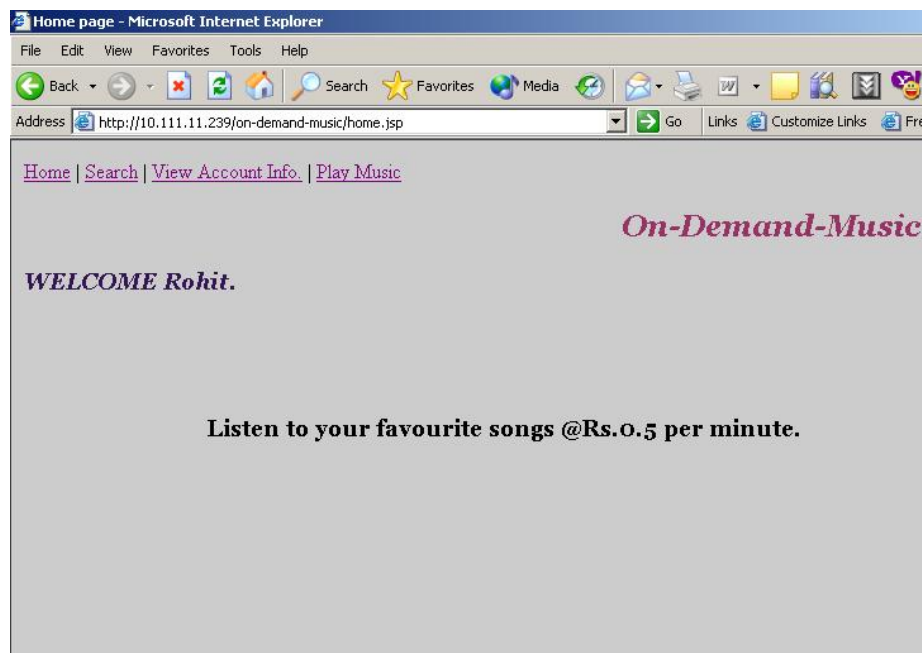 Home page - Microsoft Internet Explorer
File Edit View Favorites Tools Help
Back Search Favorites Media
Address http://10.111.11.239/on-demand-music/home.jsp Go Links Customize Links Fre
Home | Search | View Account Info. | Play Music
On-Demand-Music
WELCOME Rohit.
Listen to your favourite songs @Rs.0.5 per minute.